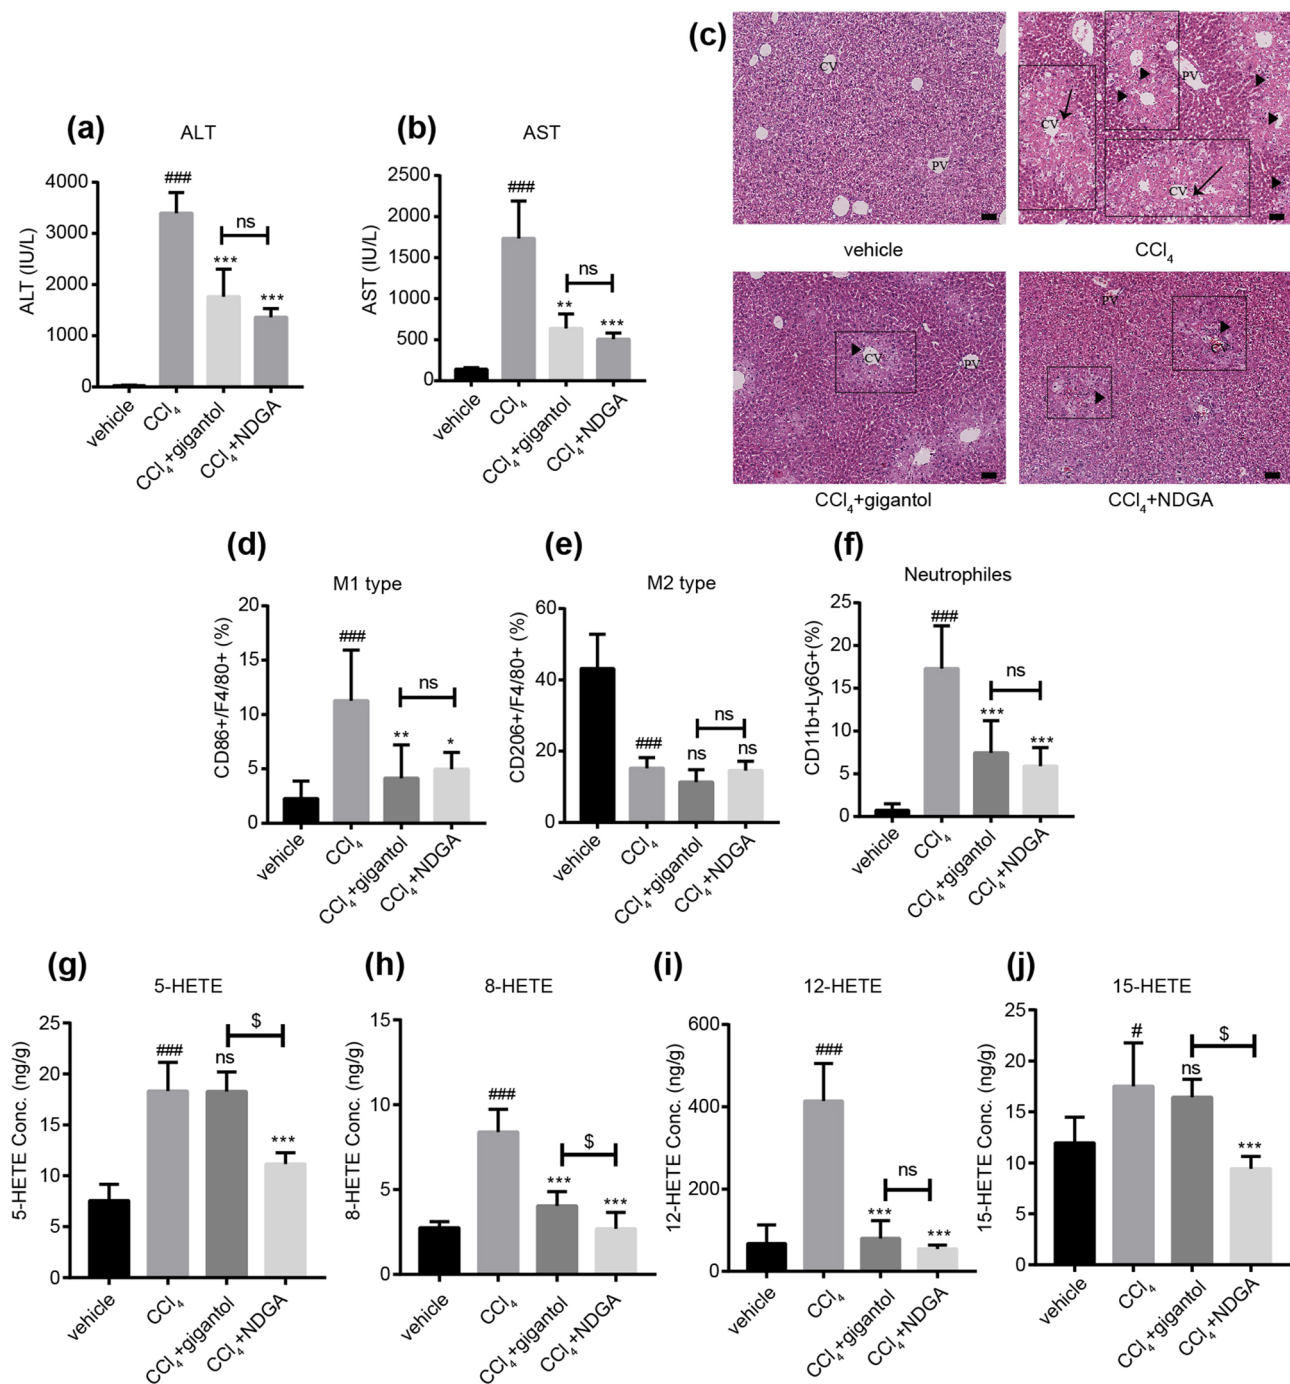 (a)
ALT
ALT (IU/L)
4000
3000
2000
1000
0
###
***
ns
***
vehicle
CCl₄
CCl₄+gigantol
CCl₄+NDGA
(b)
AST
AST (IU/L)
2500
2000
1500
1000
500
0
###
**
ns
***
vehicle
CCl₄
CCl₄+gigantol
CCl₄+NDGA
(c)
CV
PV
vehicle
CV
PV
CV
CCl₄
CV
PV
CCl₄+gigantol
PV
CV
CCl₄+NDGA
(d)
M1 type
CD86+/F4/80+ (%)
20
15
10
5
0
###
**
ns
*
vehicle
CCl₄
CCl₄+gigantol
CCl₄+NDGA
(e)
M2 type
CD206+/F4/80+ (%)
60
40
20
0
###
ns
ns
ns
vehicle
CCl₄
CCl₄+gigantol
CCl₄+NDGA
(f)
Neutrophiles
CD11b+Ly6G+(%)
25
20
15
10
5
0
###
***
ns
***
vehicle
CCl₄
CCl₄+gigantol
CCl₄+NDGA
(g)
5-HETE
5-HETE Conc. (ng/g)
25
20
15
10
5
0
###
ns
$
***
vehicle
CCl₄
CCl₄+gigantol
CCl₄+NDGA
(h)
8-HETE
8-HETE Conc. (ng/g)
15
10
5
0
###
***
$
***
vehicle
CCl₄
CCl₄+gigantol
CCl₄+NDGA
(i)
12-HETE
12-HETE Conc. (ng/g)
600
400
200
0
###
***
ns
***
vehicle
CCl₄
CCl₄+gigantol
CCl₄+NDGA
(j)
15-HETE
15-HETE Conc. (ng/g)
25
20
15
10
5
0
#
ns
$
***
vehicle
CCl₄
CCl₄+gigantol
CCl₄+NDGA